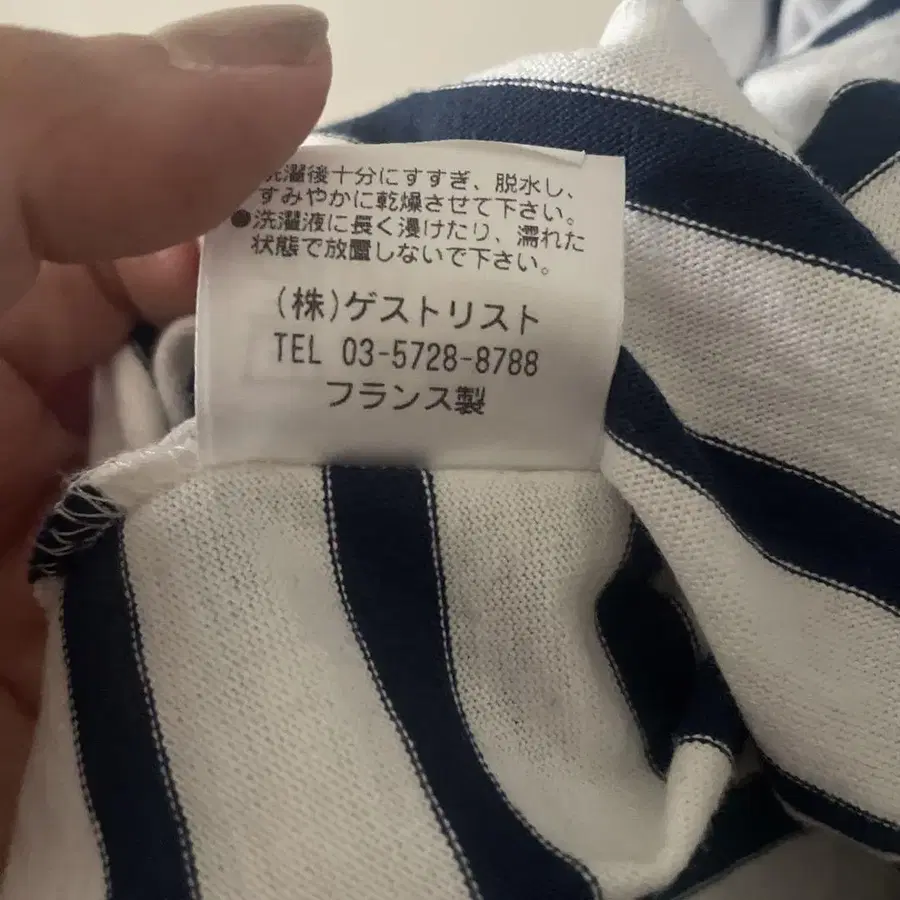 洗濯後十分にすすぎ、脱水し、
すみやかに乾燥させて下さい。
●洗濯液に長く浸けたり、濡れた
状態で放置しないで下さい。
(株)ゲストリスト
TEL 03-5728-8788
フランス製